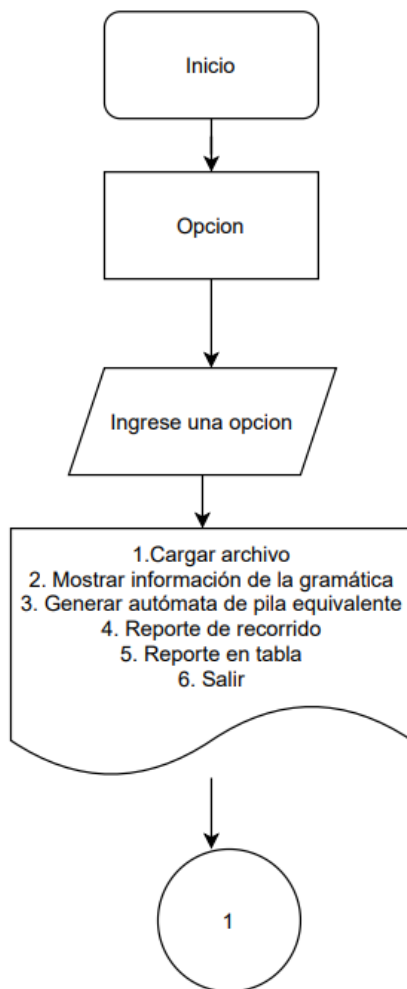 Inicio
Opcion
Ingrese una opcion
1.Cargar archivo
2. Mostrar información de la gramática
3. Generar autómata de pila equivalente
4. Reporte de recorrido
5. Reporte en tabla
6. Salir
1